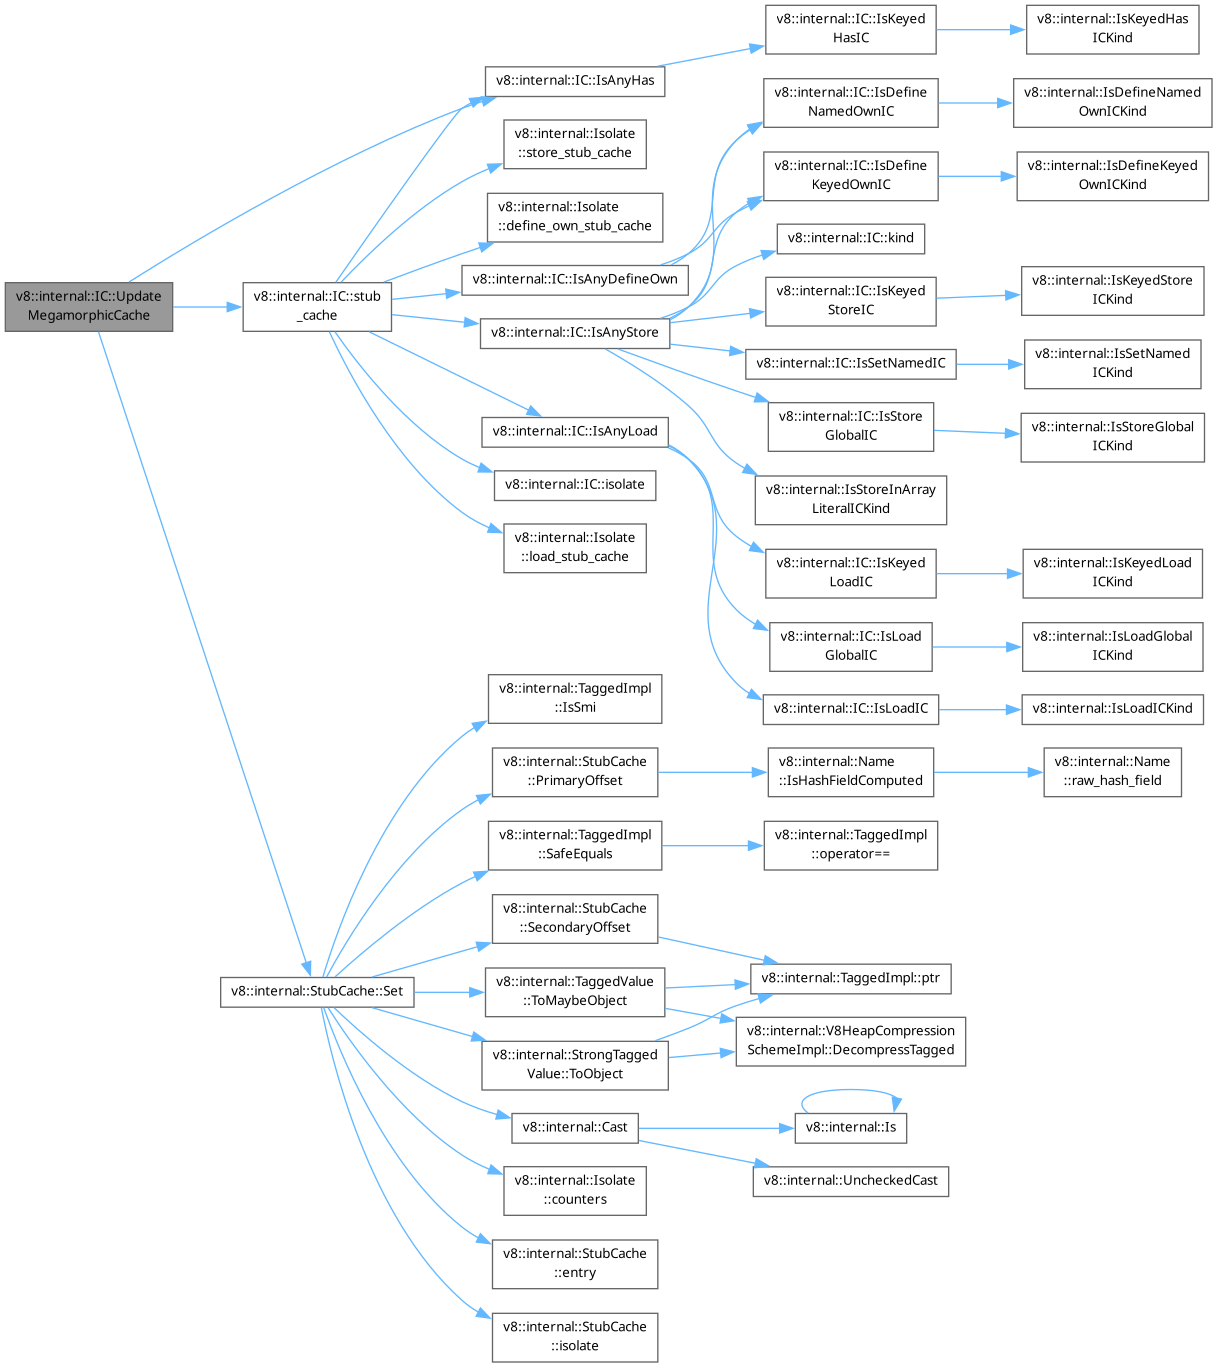 v8::internal::IC::Update
MegamorphicCache
v8::internal::IC::stub
_cache
v8::internal::StubCache::Set
v8::internal::IC::IsAnyHas
v8::internal::Isolate
::store_stub_cache
v8::internal::Isolate
::define_own_stub_cache
v8::internal::IC::IsAnyDefineOwn
v8::internal::IC::IsAnyStore
v8::internal::IC::IsAnyLoad
v8::internal::IC::isolate
v8::internal::Isolate
::load_stub_cache
v8::internal::TaggedImpl
::IsSmi
v8::internal::StubCache
::PrimaryOffset
v8::internal::TaggedImpl
::SafeEquals
v8::internal::StubCache
::SecondaryOffset
v8::internal::TaggedValue
::ToMaybeObject
v8::internal::StrongTagged
Value::ToObject
v8::internal::Cast
v8::internal::Isolate
::counters
v8::internal::StubCache
::entry
v8::internal::StubCache
::isolate
v8::internal::IC::IsKeyed
HasIC
v8::internal::IC::IsDefine
NamedOwnIC
v8::internal::IC::IsDefine
KeyedOwnIC
v8::internal::IC::kind
v8::internal::IC::IsKeyed
StoreIC
v8::internal::IC::IsSetNamedIC
v8::internal::IC::IsStore
GlobalIC
v8::internal::IsStoreInArray
LiteralICKind
v8::internal::IC::IsKeyed
LoadIC
v8::internal::IC::IsLoad
GlobalIC
v8::internal::IC::IsLoadIC
v8::internal::Name
::IsHashFieldComputed
v8::internal::TaggedImpl
::operator==
v8::internal::TaggedImpl::ptr
v8::internal::V8HeapCompression
SchemeImpl::DecompressTagged
v8::internal::Is
v8::internal::UncheckedCast
v8::internal::IsKeyedHas
ICKind
v8::internal::IsDefineNamed
OwnICKind
v8::internal::IsDefineKeyed
OwnICKind
v8::internal::IsKeyedStore
ICKind
v8::internal::IsSetNamed
ICKind
v8::internal::IsStoreGlobal
ICKind
v8::internal::IsKeyedLoad
ICKind
v8::internal::IsLoadGlobal
ICKind
v8::internal::IsLoadICKind
v8::internal::Name
::raw_hash_field